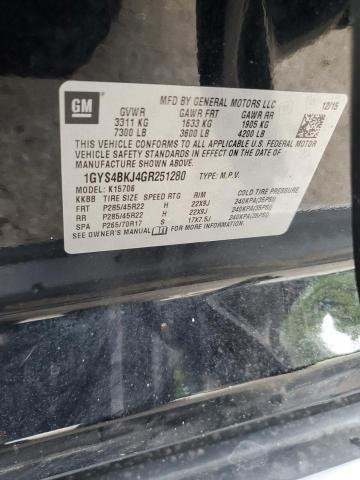 GM
MFD BY GENERAL MOTORS LLC
12/15
GVWR GAWR FRT GAWR RR
3311 KG 1633 KG 1905 KG
7300 LB 3600 LB 4200 LB
THIS VEHICLE CONFORMS TO ALL APPLICABLE U.S. FEDERAL MOTOR
VEHICLE SAFETY AND THEFT PREVENTION STANDARDS IN EFFECT ON THE DATE OF
MANUFACTURE SHOWN ABOVE.
1GYS4BKJ4GR251280 TYPE: M.P.V.
MODEL: K15706
KKBB TIRE SIZE SPEED RTG RIM COLD TIRE PRESSURE
FRT P285/45R22 H 22X9J 240KPA(35PSI)
RR P285/45R22 H 22X9J 240KPA(35PSI)
SPA P265/70R17 S 17X7.5J 240KPA(35PSI)
SEE OWNERS MANUAL